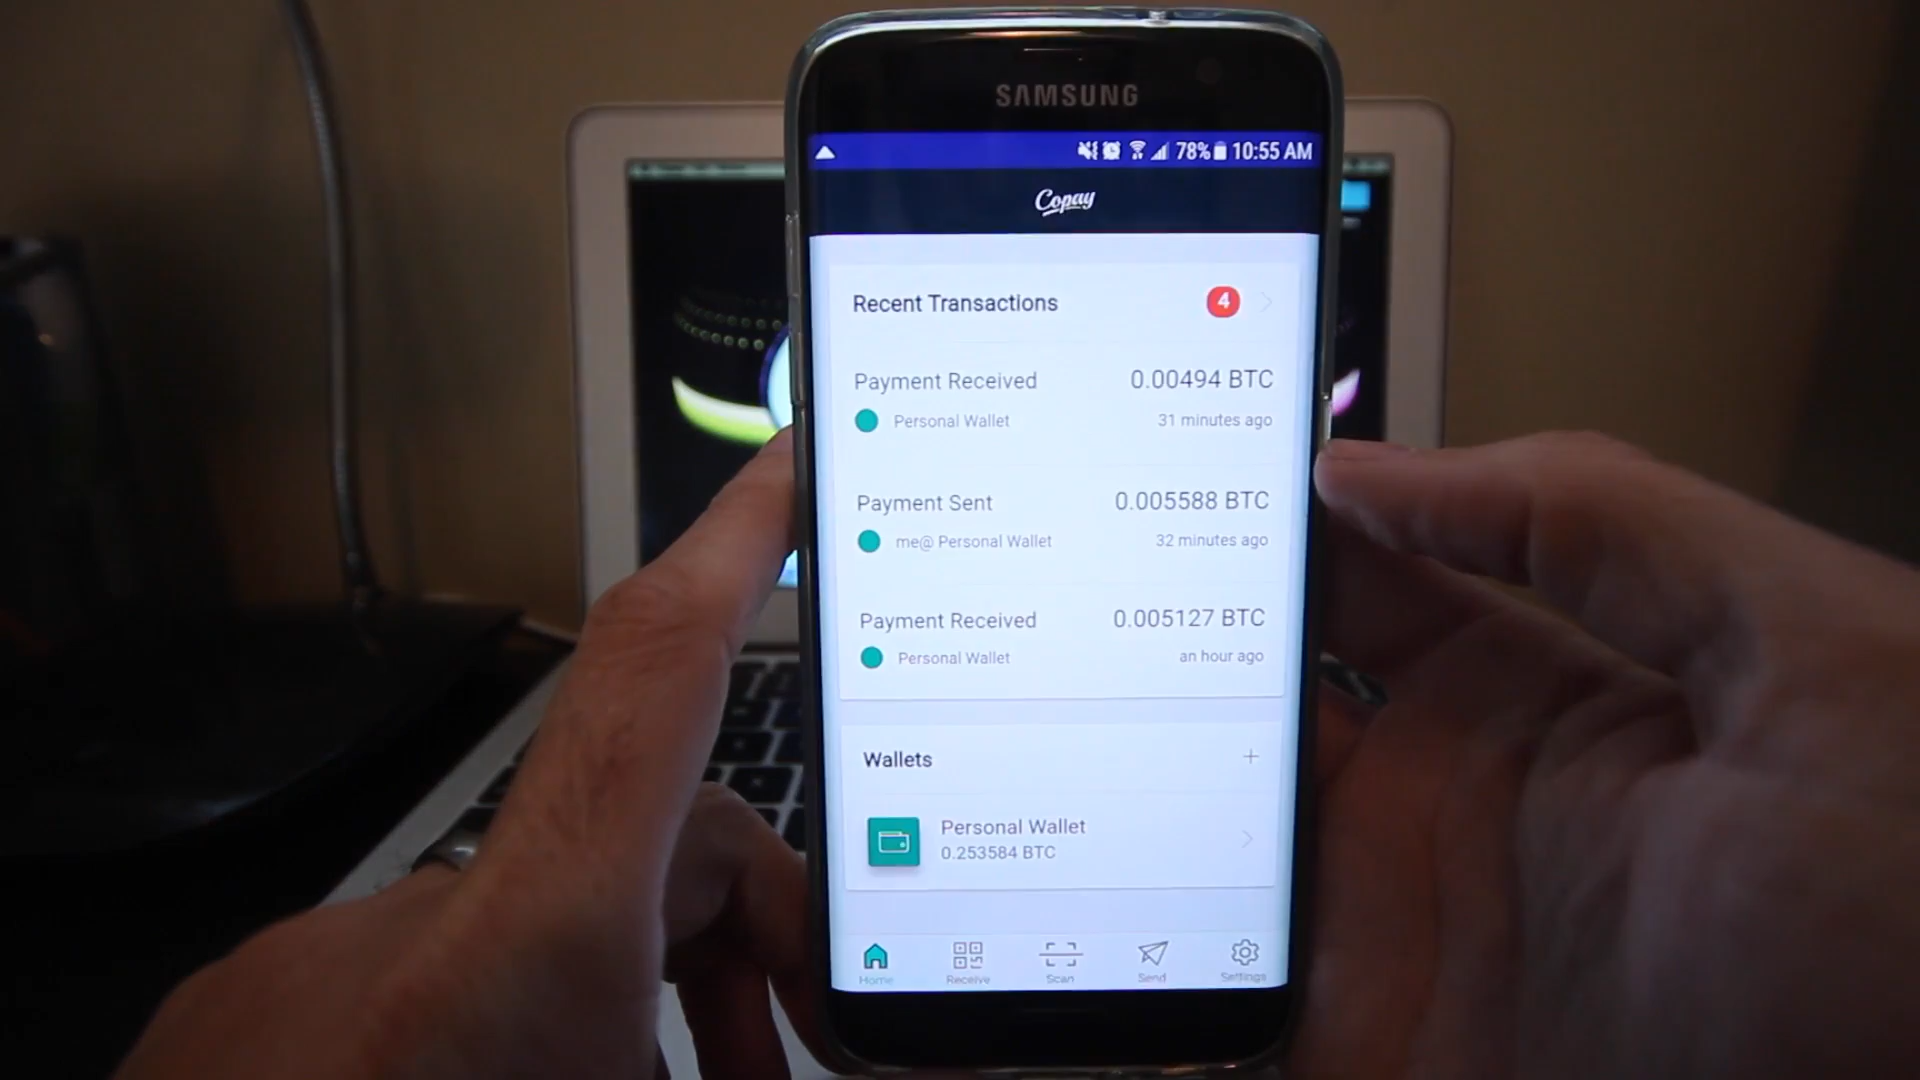 SAMSUNG
78% 10:55 AM
Copay
Recent Transactions 4
Payment Received 0.00494 BTC
Personal Wallet 31 minutes ago
Payment Sent 0.005588 BTC
me@ Personal Wallet 32 minutes ago
Payment Received 0.005127 BTC
Personal Wallet an hour ago
Wallets +
Personal Wallet
0.253584 BTC
Home Receive Scan Send Settings